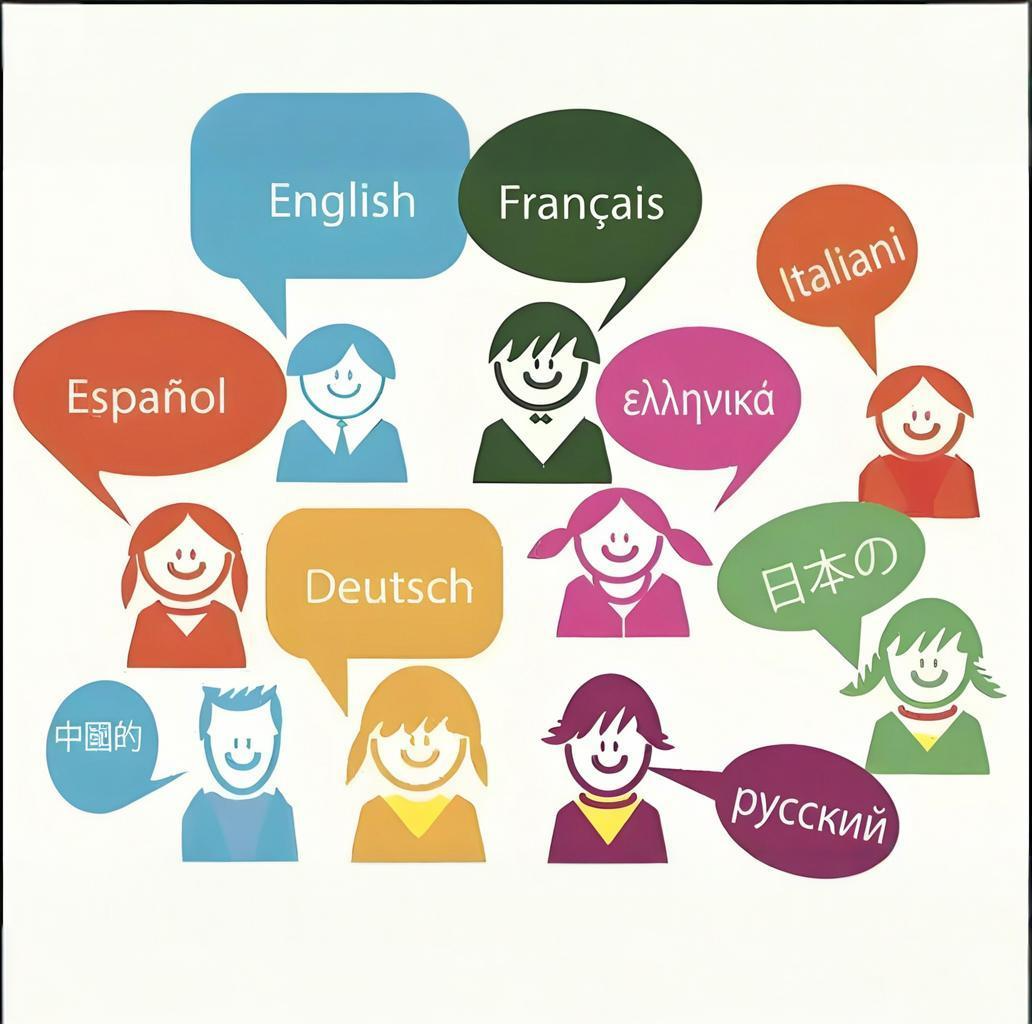 English
Français
Italiani
Español
ελληνικά
Deutsch
日本の
中國的
русский